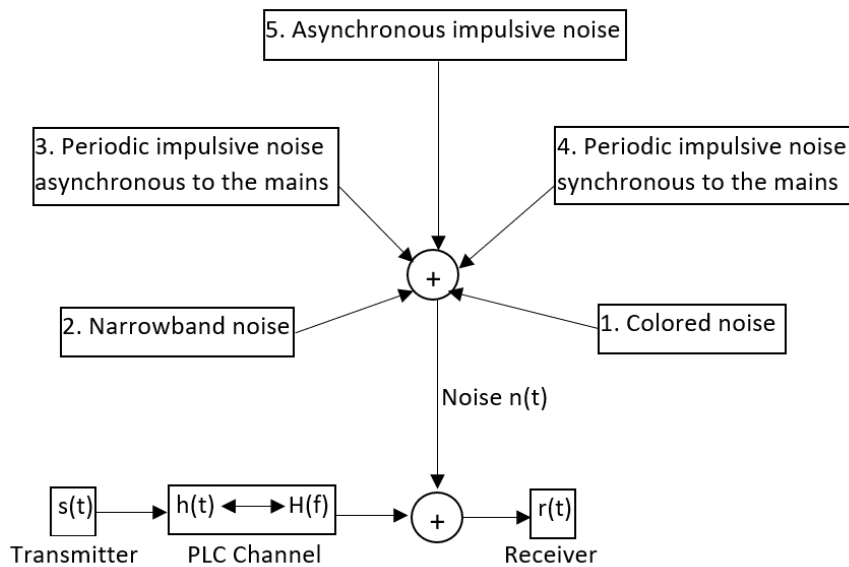 5. Asynchronous impulsive noise
3. Periodic impulsive noise
asynchronous to the mains
4. Periodic impulsive noise
synchronous to the mains
+
2. Narrowband noise
1. Colored noise
Noise n(t)
s(t)
h(t)
H(f)
+
r(t)
Transmitter
PLC Channel
Receiver